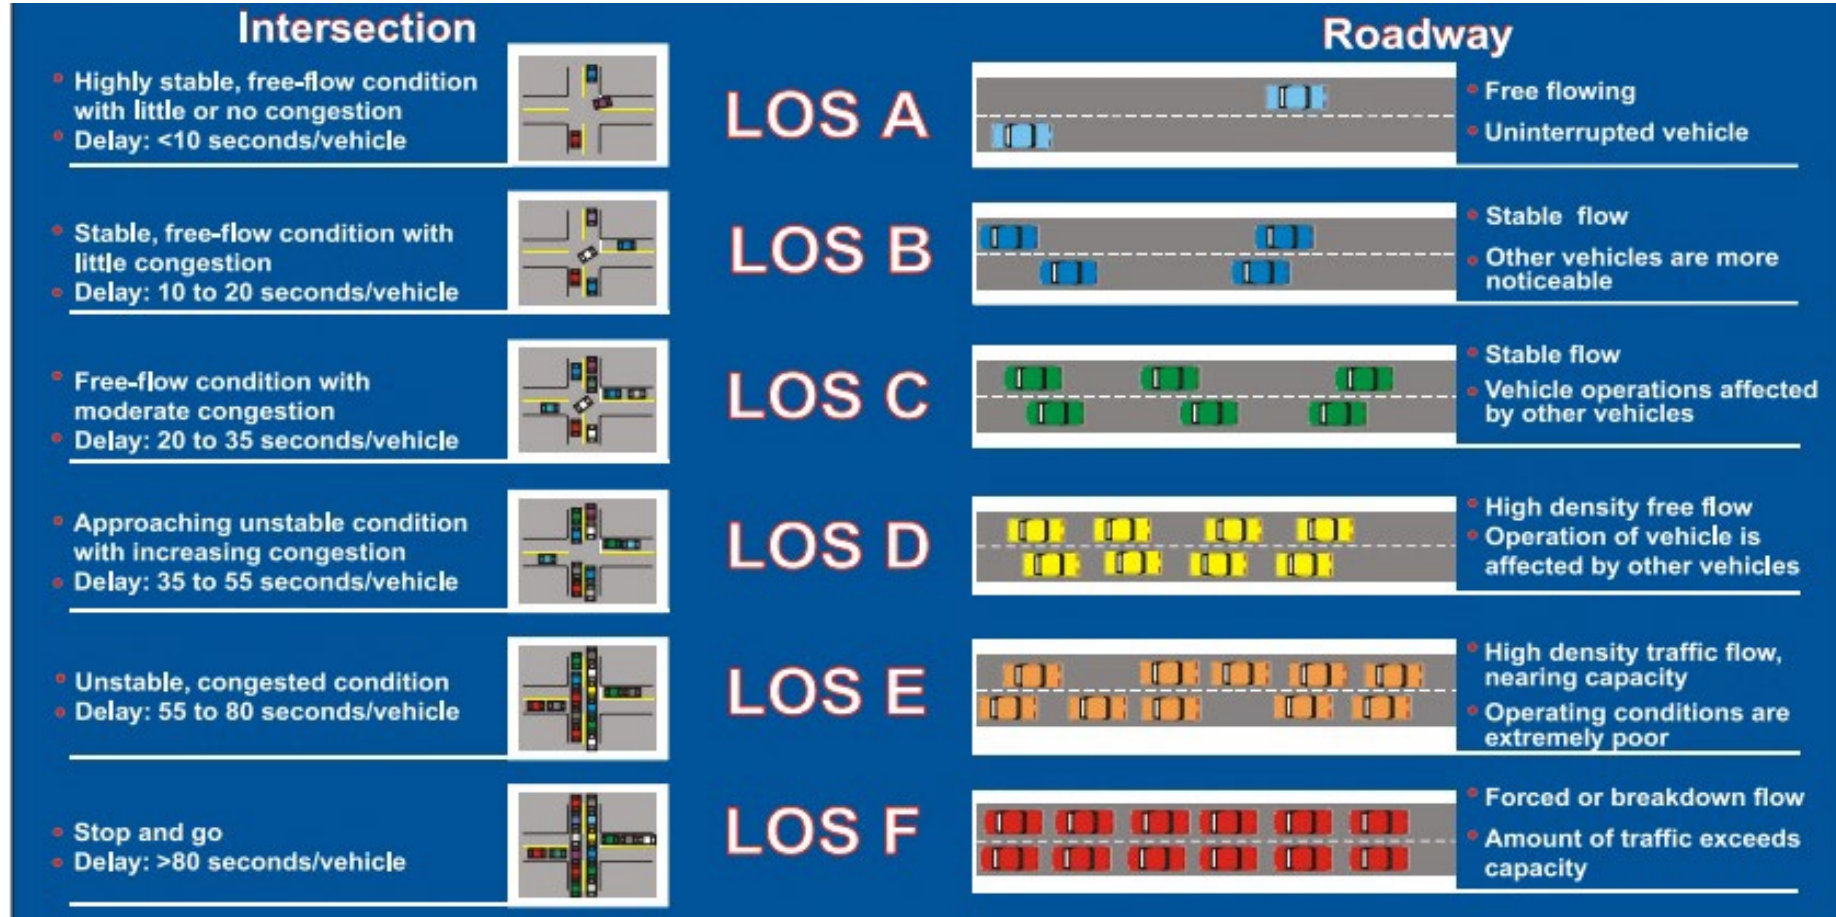 Intersection
Roadway
Highly stable, free-flow condition
with little or no congestion
Delay: <10 seconds/vehicle
LOS A
Free flowing
Uninterrupted vehicle
Stable, free-flow condition with
little congestion
Delay: 10 to 20 seconds/vehicle
LOS B
Stable flow
Other vehicles are more
noticeable
Free-flow condition with
moderate congestion
Delay: 20 to 35 seconds/vehicle
LOS C
Stable flow
Vehicle operations affected
by other vehicles
Approaching unstable condition
with increasing congestion
Delay: 35 to 55 seconds/vehicle
LOS D
High density free flow
Operation of vehicle is
affected by other vehicles
Unstable, congested condition
Delay: 55 to 80 seconds/vehicle
LOS E
High density traffic flow,
nearing capacity
Operating conditions are
extremely poor
Stop and go
Delay: >80 seconds/vehicle
LOS F
Forced or breakdown flow
Amount of traffic exceeds
capacity